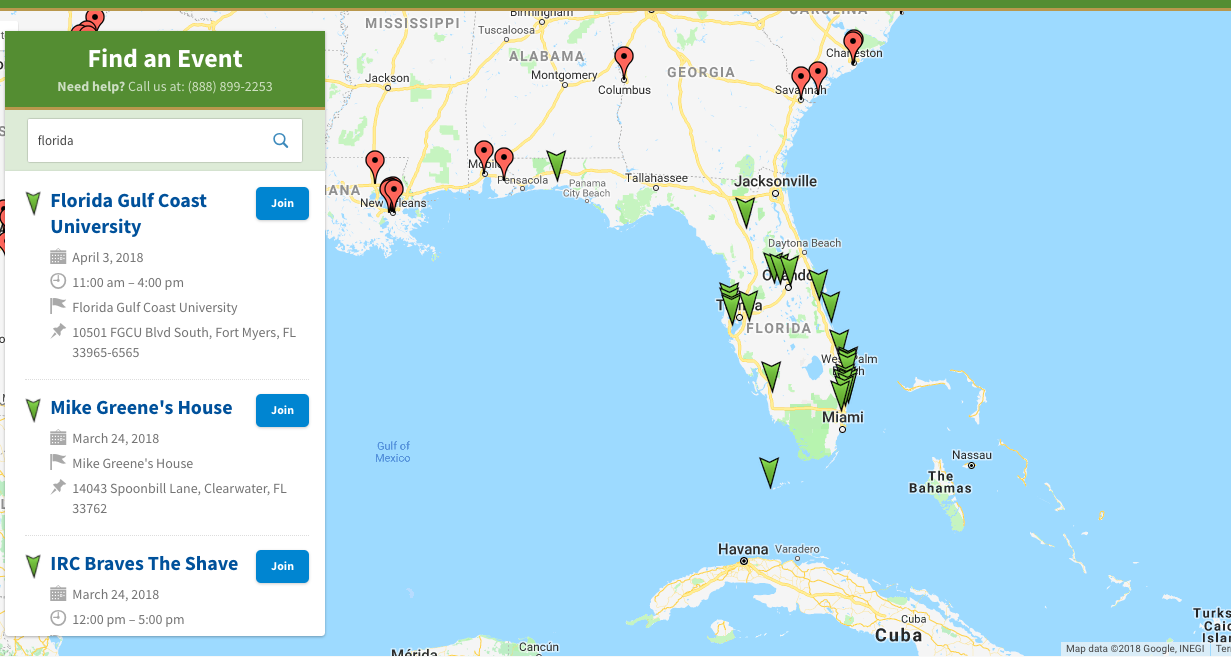 Find an Event
Need help? Call us at: (888) 899-2253
florida
Florida Gulf Coast
University
Join
April 3, 2018
11:00 am – 4:00 pm
Florida Gulf Coast University
10501 FGCU Blvd South, Fort Myers, FL
33965-6565
Mike Greene's House
Join
March 24, 2018
Mike Greene's House
14043 Spoonbill Lane, Clearwater, FL
33762
IRC Braves The Shave
Join
March 24, 2018
12:00 pm – 5:00 pm
MISSISSIPPI
Birmingham
CAROLINA
Tuscaloosa
ALABAMA
Charleston
GEORGIA
Jackson
Montgomery
Columbus
Savannah
Mobile
Pensacola
Panama
City Beach
Tallahassee
Jacksonville
IANA
New Orleans
Daytona Beach
Orlando
Tampa
FLORIDA
West Palm
Beach
Miami
Gulf of
Mexico
Nassau
The
Bahamas
Havana
Varadero
Cuba
Cuba
Turks
Caic
Islan
Cancún
Mérida
Map data ©2018 Google, INEGI
Ter